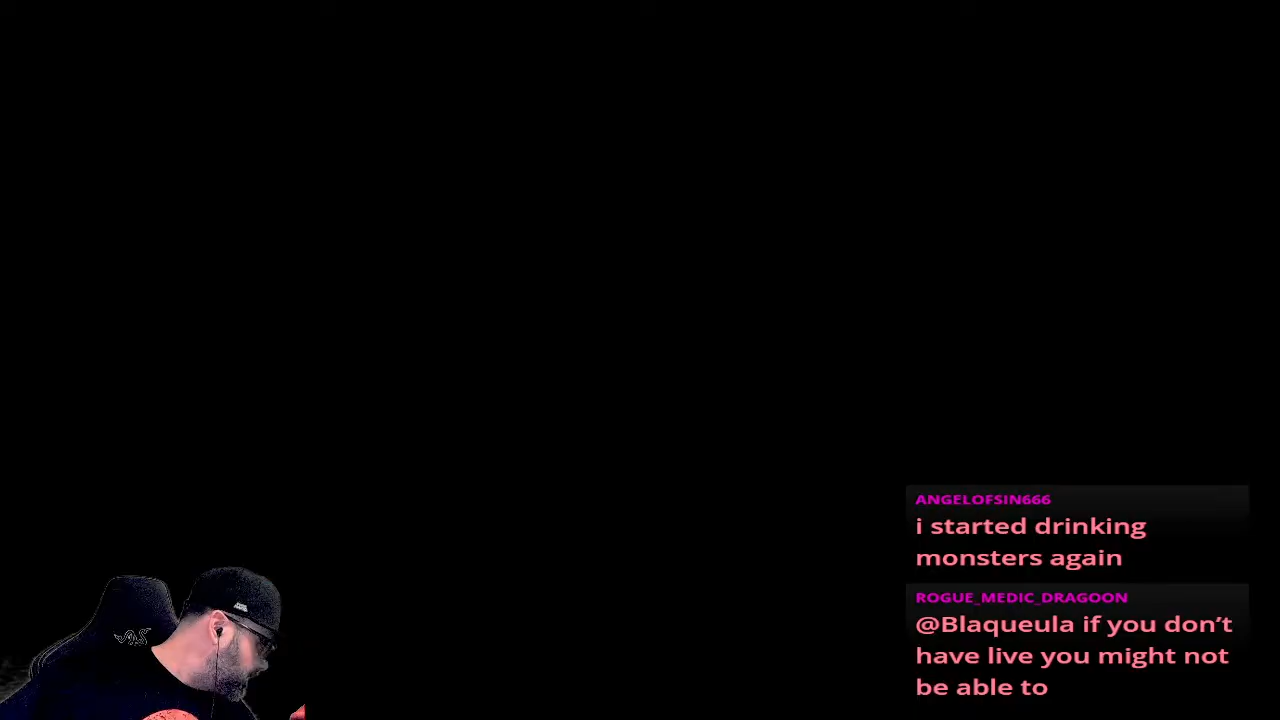 ANGELOFSIN666
i started drinking
monsters again
ROGUE_MEDIC_DRAGOON
@Blaqueula if you don’t
have live you might not
be able to